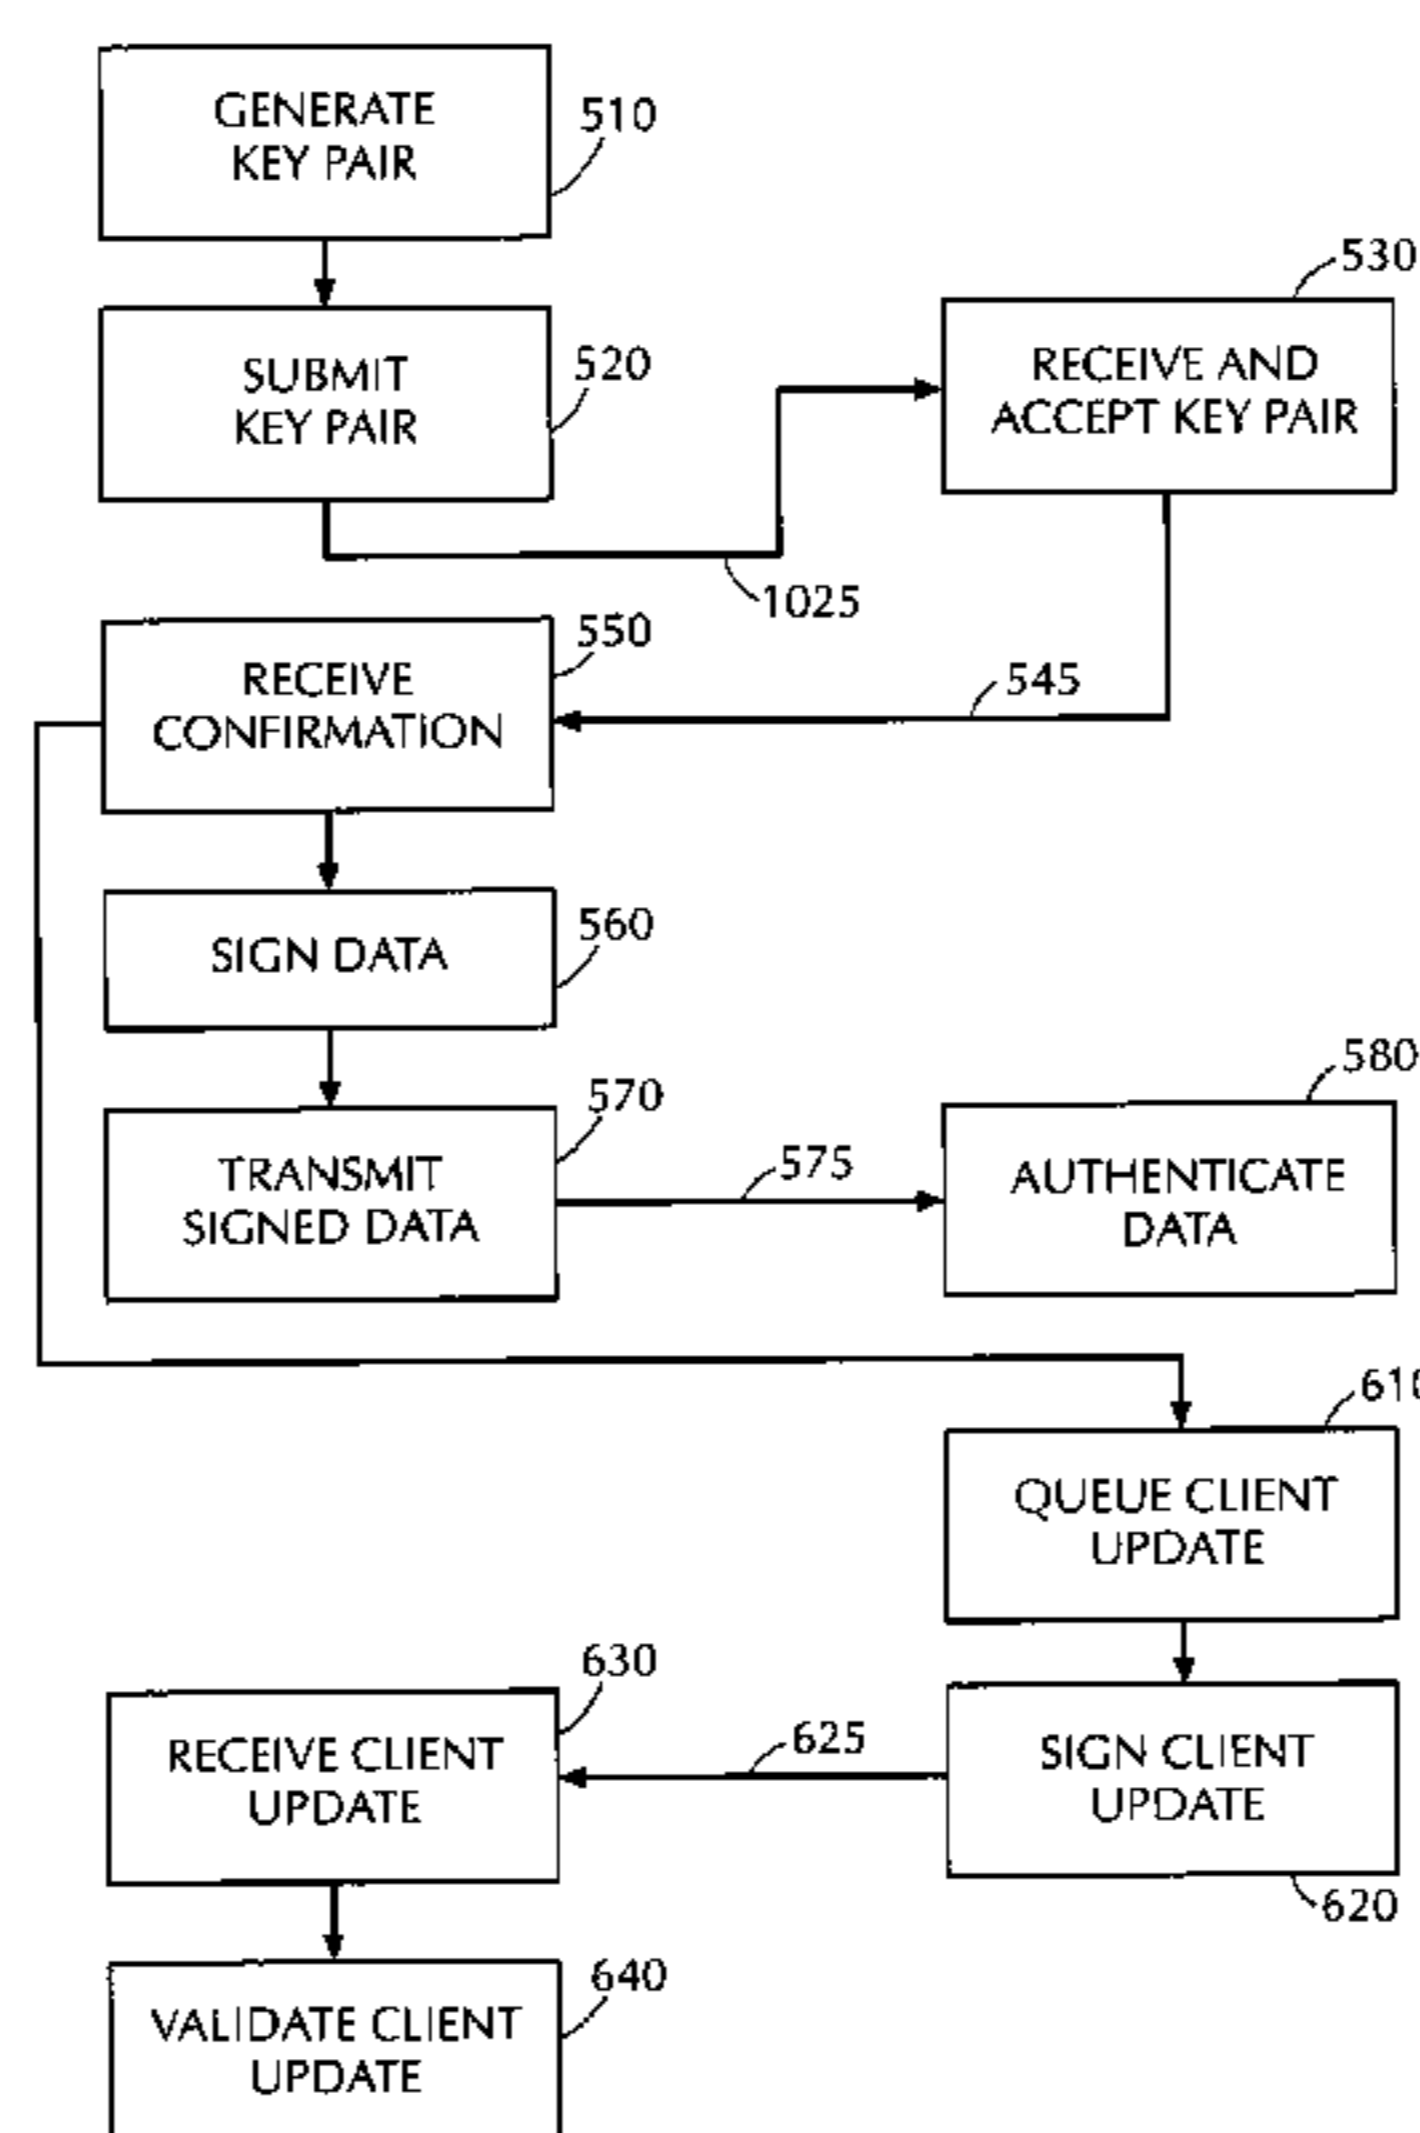 GENERATE
KEY PAIR
510
SUBMIT
KEY PAIR
520
530
RECEIVE AND
ACCEPT KEY PAIR
1025
550
RECEIVE
CONFIRMATION
545
SIGN DATA
560
570
TRANSMIT
SIGNED DATA
575
580
AUTHENTICATE
DATA
610
QUEUE CLIENT
UPDATE
630
RECEIVE CLIENT
UPDATE
625
SIGN CLIENT
UPDATE
620
640
VALIDATE CLIENT
UPDATE